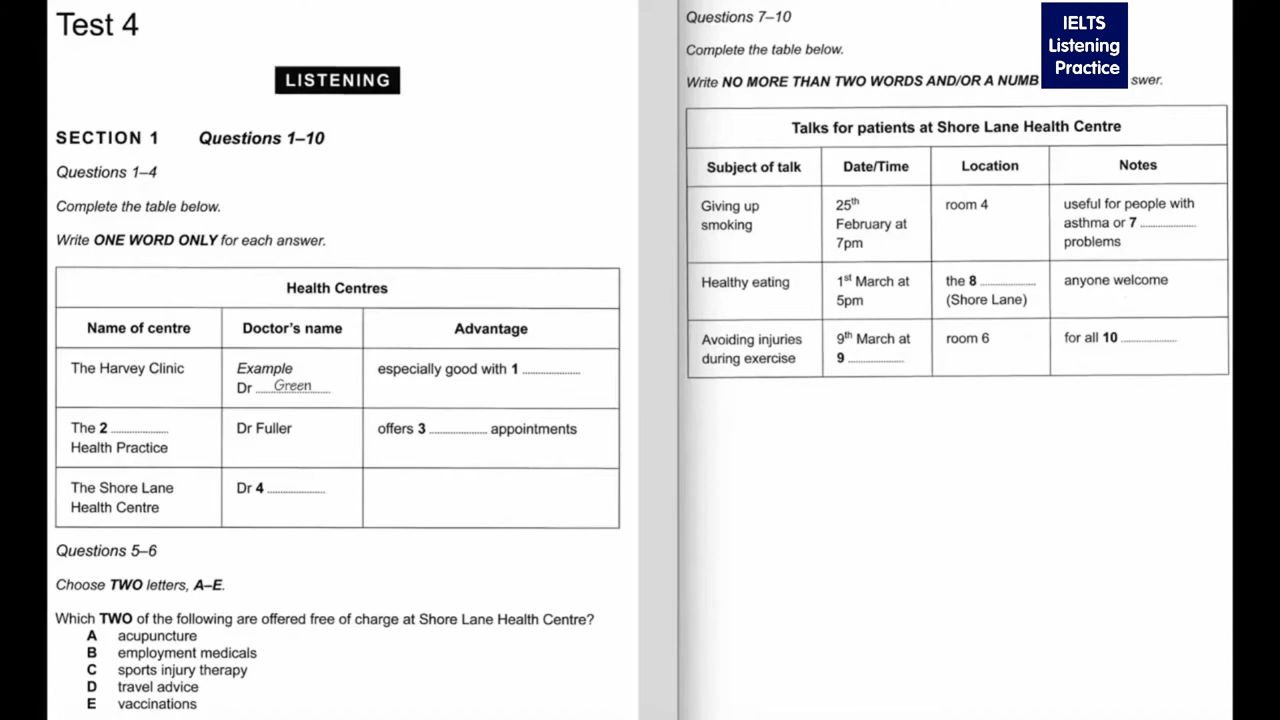 Test 4
LISTENING
SECTION 1 Questions 1–10
Questions 1–4
Complete the table below.
Write ONE WORD ONLY for each answer.
Health Centres
Name of centre Doctor's name Advantage
The Harvey Clinic
Example
Dr Green
especially good with 1 ..............
The 2 ..............
Health Practice
Dr Fuller
offers 3 .............. appointments
The Shore Lane
Health Centre
Dr 4 ..............
Questions 5–6
Choose TWO letters, A–E.
Which TWO of the following are offered free of charge at Shore Lane Health Centre?
A acupuncture
B employment medicals
C sports injury therapy
D travel advice
E vaccinations
Questions 7–10
Complete the table below.
Write NO MORE THAN TWO WORDS AND/OR A NUMB swer.
IELTS
Listening
Practice
Talks for patients at Shore Lane Health Centre
Subject of talk Date/Time Location Notes
Giving up
smoking
25th
February at
7pm
room 4
useful for people with
asthma or 7 ..............
problems
Healthy eating
1st March at
5pm
the 8 ..............
(Shore Lane)
anyone welcome
Avoiding injuries
during exercise
9th March at
9 ..............
room 6
for all 10 ..............